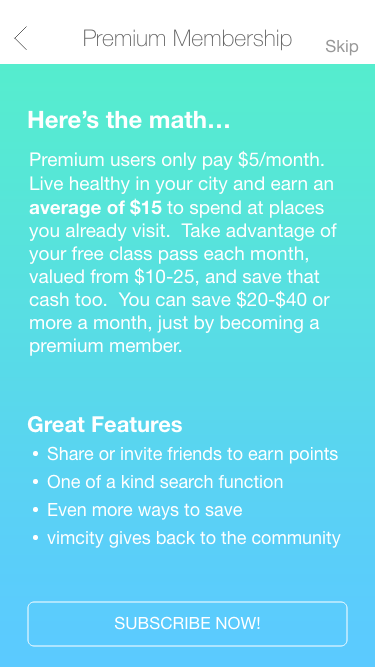 Premium Membership
Skip
Here's the math...
Premium users only pay $5/month.
Live healthy in your city and earn an
average of $15 to spend at places
you already visit.  Take advantage of
your free class pass each month,
valued from $10-25, and save that
cash too.  You can save $20-$40 or
more a month, just by becoming a
premium member.
Great Features
• Share or invite friends to earn points
• One of a kind search function
• Even more ways to save
• vimcity gives back to the community
SUBSCRIBE NOW!